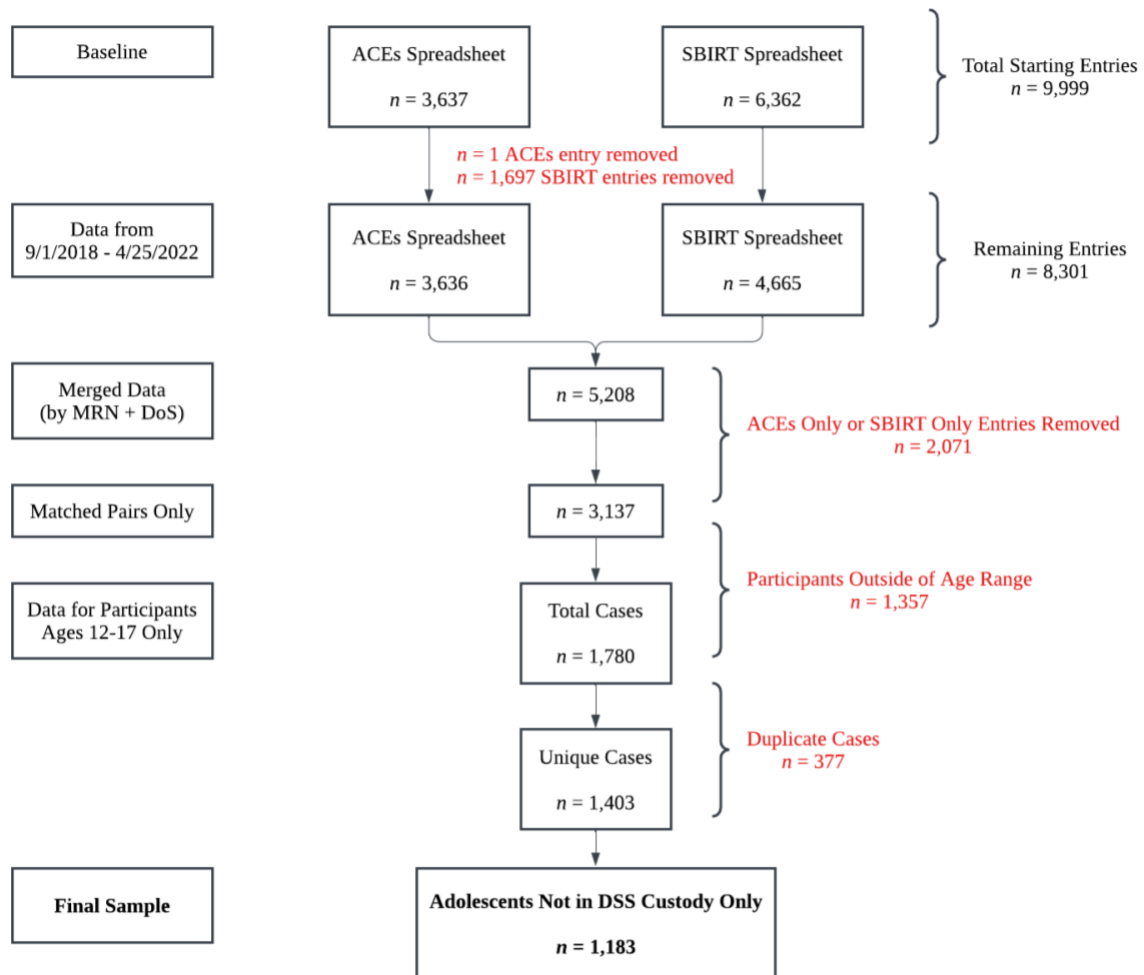 Baseline
ACEs Spreadsheet
n = 3,637
SBIRT Spreadsheet
n = 6,362
Total Starting Entries
n = 9,999
n = 1 ACEs entry removed
n = 1,697 SBIRT entries removed
Data from
9/1/2018 - 4/25/2022
ACEs Spreadsheet
n = 3,636
SBIRT Spreadsheet
n = 4,665
Remaining Entries
n = 8,301
Merged Data
(by MRN + DoS)
n = 5,208
ACEs Only or SBIRT Only Entries Removed
n = 2,071
Matched Pairs Only
n = 3,137
Participants Outside of Age Range
n = 1,357
Data for Participants
Ages 12-17 Only
Total Cases
n = 1,780
Duplicate Cases
n = 377
Unique Cases
n = 1,403
Final Sample
Adolescents Not in DSS Custody Only
n = 1,183